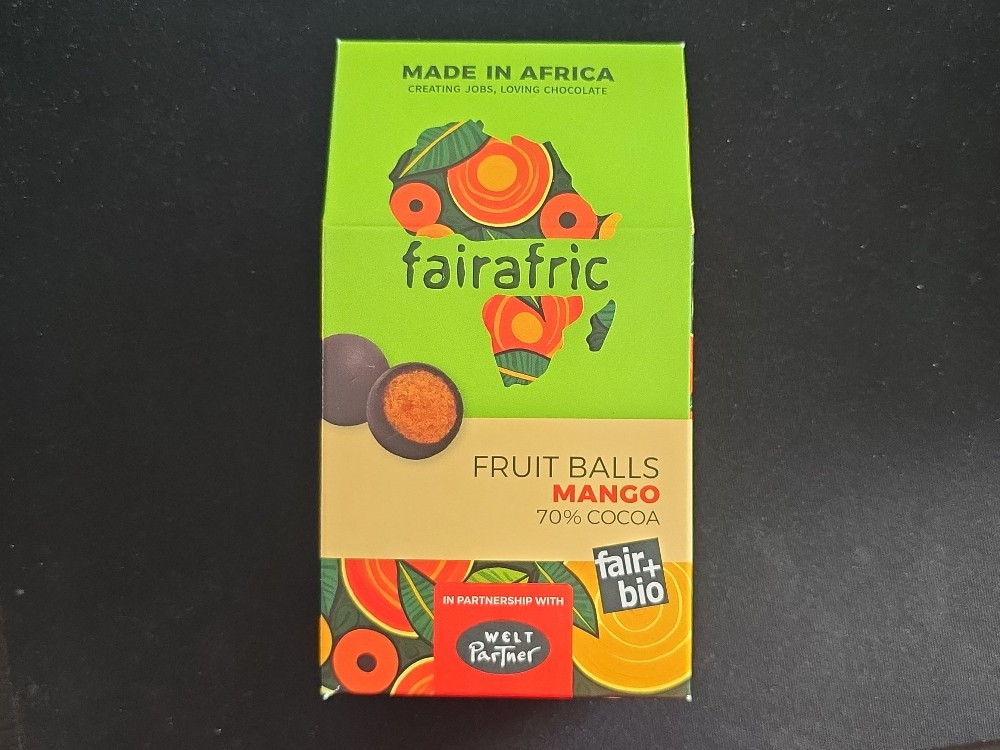 MADE IN AFRICA
CREATING JOBS, LOVING CHOCOLATE
fairafric
FRUIT BALLS
MANGO
70% COCOA
fair+
bio
IN PARTNERSHIP WITH
WELT
PARTNER